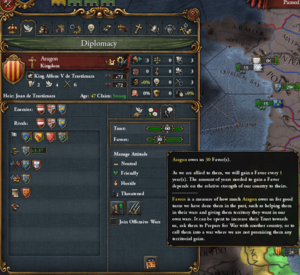 Paused
Diplomacy
Aragon
Kingdom
King Alfons V de Trastámara
Heir: Joan de Trastámara Age: 47 Claim: Strong
Enemies:
Rivals:
Trust:
Favors:
Manage Attitude
Neutral
Friendly
Hostile
Threatened
Join Offensive Wars
Aragon owes us 10 Favor(s).
As we are allied to them, we will gain a Favor every 1
year(s). The amount of years needed to gain a Favor
depends on the relative strength of our country to theirs.
Favors is a measure of how much Aragon owes us for good
turns we have done them in the past, such as helping them
in their wars and giving them territory they want in our
own wars. It can be spent to increase their Trust towards
us, ask them to Prepare for War with another country, or to
call them into a war where we are not promising them any
territorial gains.